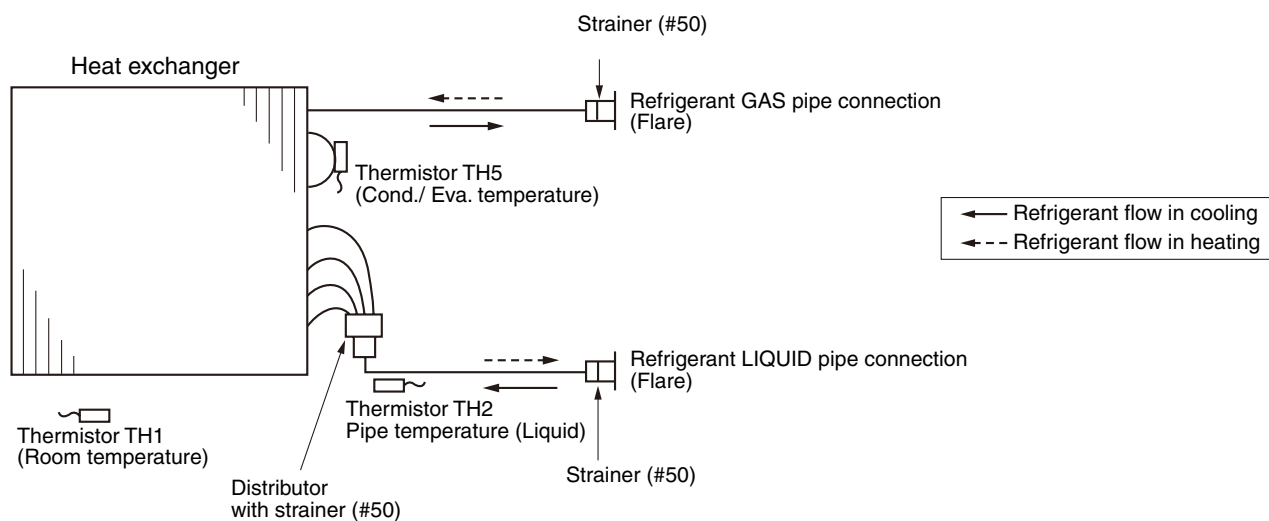 Strainer (#50)
Heat exchanger
Refrigerant GAS pipe connection
(Flare)
Thermistor TH5
(Cond./ Eva. temperature)
Refrigerant flow in cooling
Refrigerant flow in heating
Refrigerant LIQUID pipe connection
(Flare)
Thermistor TH2
Pipe temperature (Liquid)
Thermistor TH1
(Room temperature)
Strainer (#50)
Distributor
with strainer (#50)